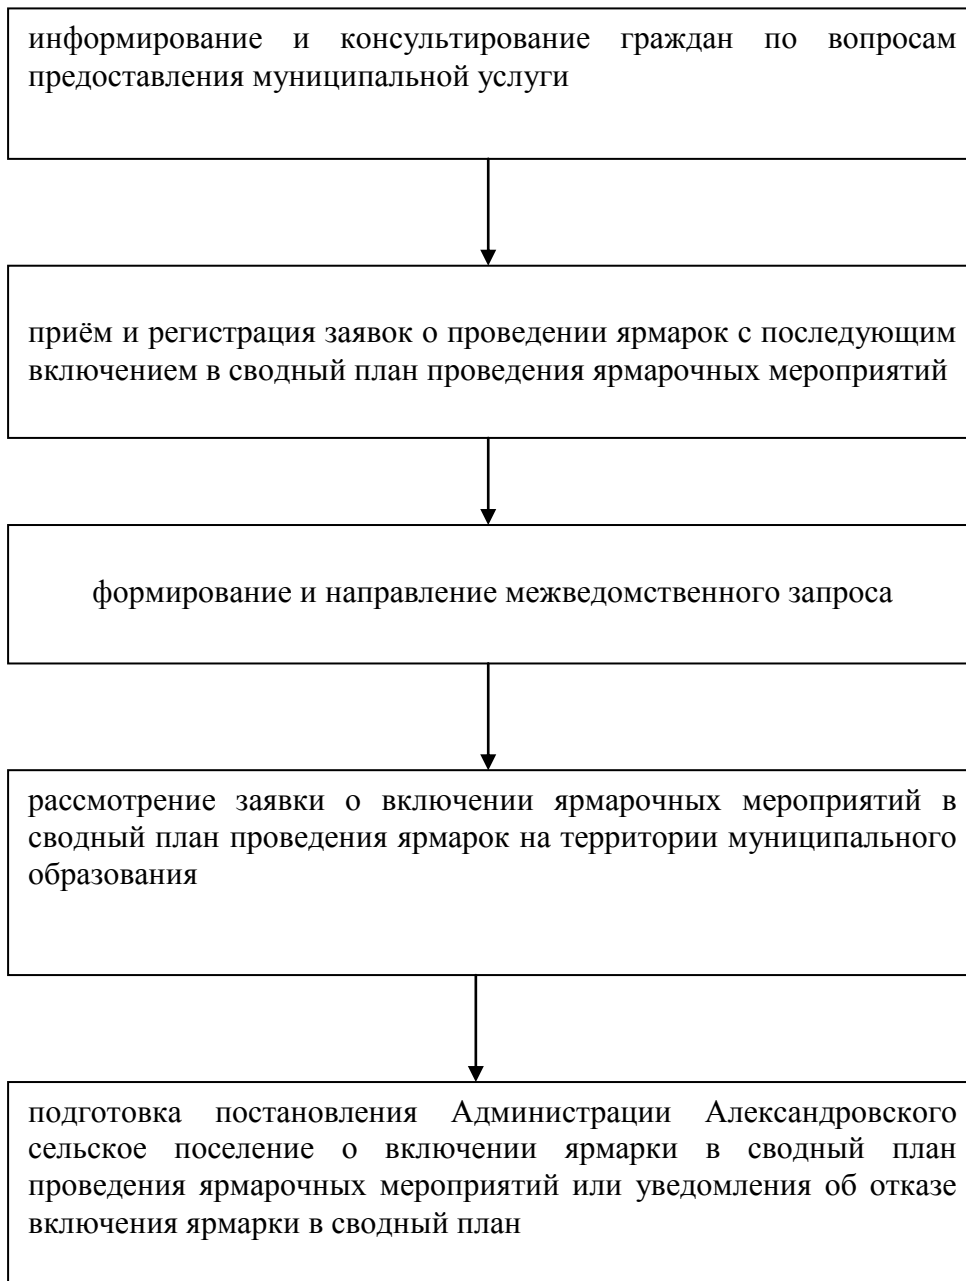 информирование и консультирование граждан по вопросам
предоставления муниципальной услуги
приём и регистрация заявок о проведении ярмарок с последующим
включением в сводный план проведения ярмарочных мероприятий
формирование и направление межведомственного запроса
рассмотрение заявки о включении ярмарочных мероприятий в
сводный план проведения ярмарок на территории муниципального
образования
подготовка постановления Администрации Александровского
сельское поселение о включении ярмарки в сводный план
проведения ярмарочных мероприятий или уведомления об отказе
включения ярмарки в сводный план